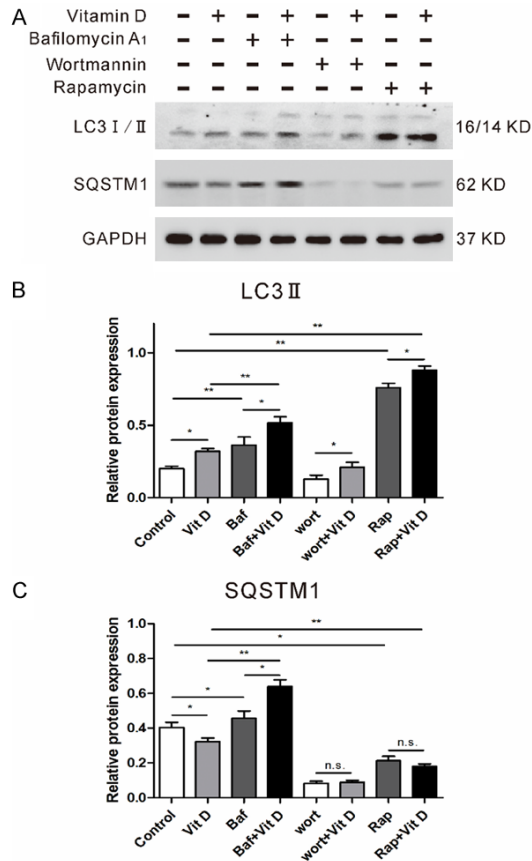 A
Vitamin D - + - + - + - +
Bafilomycin A1 - - + + - - - -
Wortmannin - - - - + + - -
Rapamycin - - - - - - + +
LC3 Ⅰ/Ⅱ 16/14 KD
SQSTM1 62 KD
GAPDH 37 KD
B
LC3Ⅱ
Relative protein expression
1.0
0.5
0.0
**
**
**
**
*
*
*
*
Control Vit D Baf Baf+Vit D wort wort+Vit D Rap Rap+Vit D
C
SQSTM1
Relative protein expression
1.0
0.8
0.6
0.4
0.2
0.0
**
*
**
*
*
*
n.s.
n.s.
Control Vit D Baf Baf+Vit D wort wort+Vit D Rap Rap+Vit D